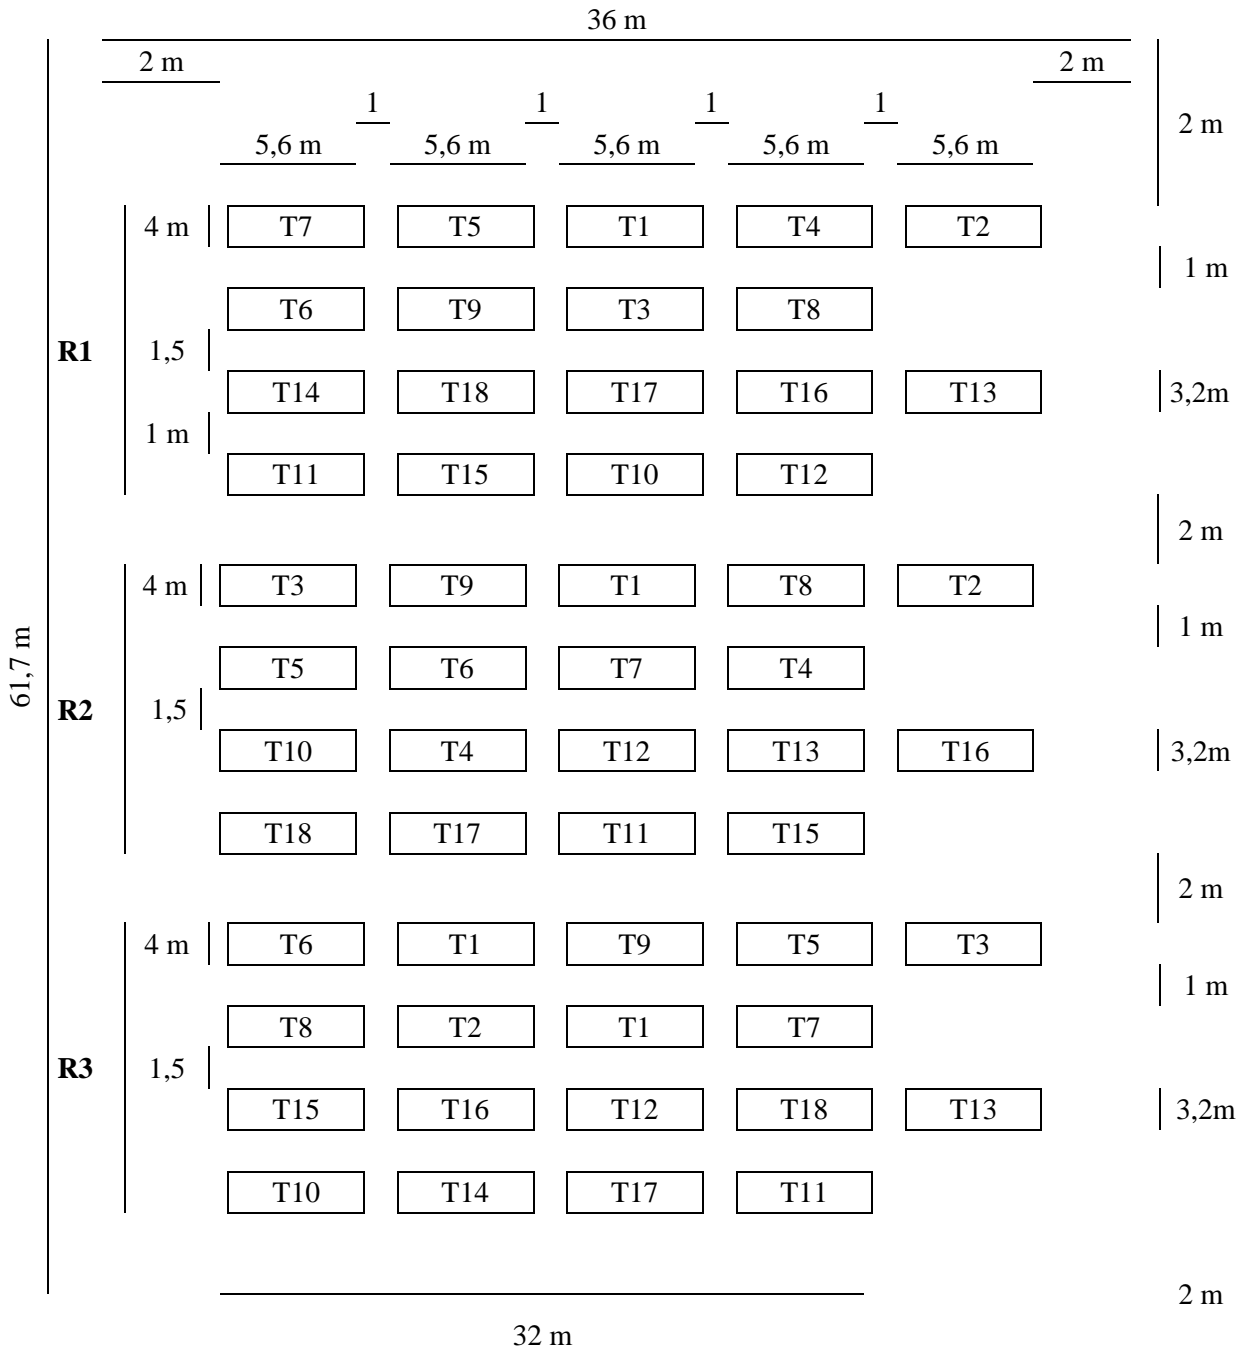 36 m
2 m 2 m
1 1 1 1
2 m
5,6 m 5,6 m 5,6 m 5,6 m 5,6 m
4 m T7 T5 T1 T4 T2
1 m
T6 T9 T3 T8
R1 1,5
T14 T18 T17 T16 T13 3,2m
1 m
T11 T15 T10 T12
2 m
4 m T3 T9 T1 T8 T2
1 m
61,7 m
T5 T6 T7 T4
R2 1,5
T10 T4 T12 T13 T16 3,2m
T18 T17 T11 T15
2 m
4 m T6 T1 T9 T5 T3
1 m
T8 T2 T1 T7
R3 1,5
T15 T16 T12 T18 T13 3,2m
T10 T14 T17 T11
2 m
32 m